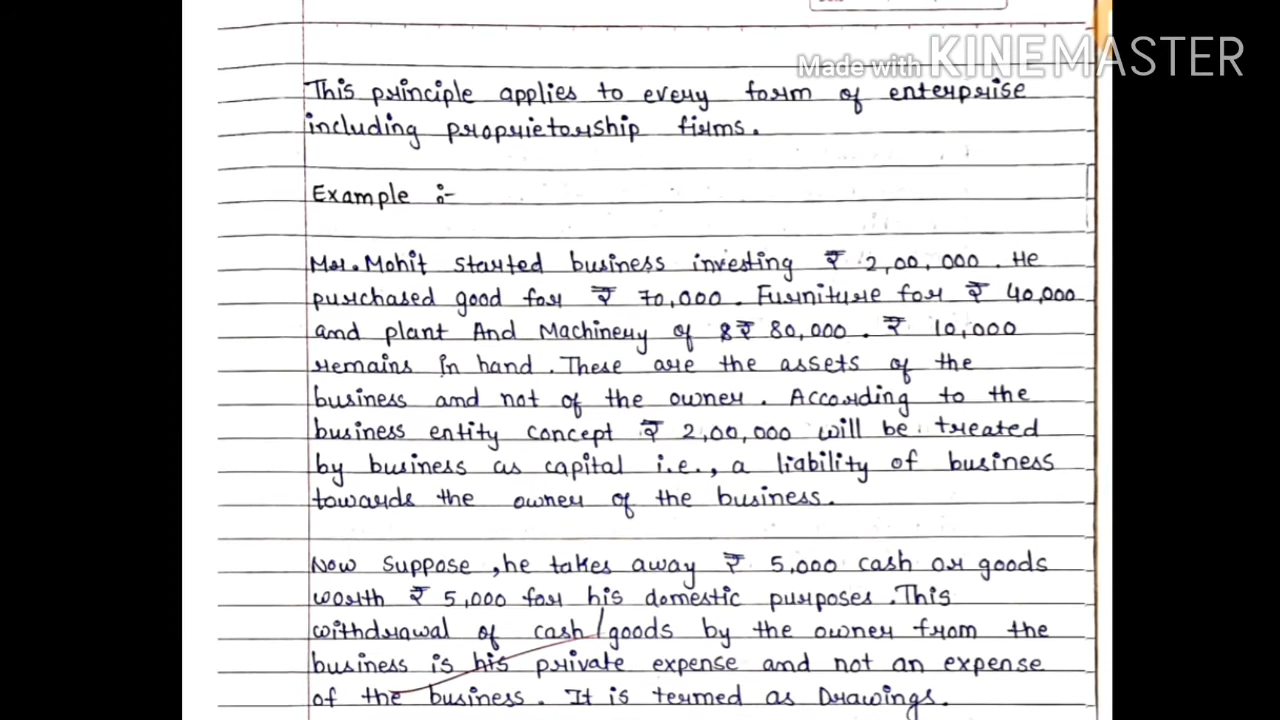 Made with KINEMASTER
This principle applies to every form of enterprise
including proprietorship firms.
Example :-
Mr. Mohit started business investing ₹ 2,00,000. He
purchased good for ₹ 70,000. Furniture for ₹ 40,000
and plant And Machinery of ₹ 80,000. ₹ 10,000
remains in hand. These are the assets of the
business and not of the owner. According to the
business entity concept ₹ 2,00,000 will be treated
by business as capital i.e., a liability of business
towards the owner of the business.
Now suppose, he takes away ₹ 5,000 cash or goods
worth ₹ 5,000 for his domestic purposes. This
withdrawal of cash/goods by the owner from the
business is his private expense and not an expense
of the business. It is termed as Drawings.